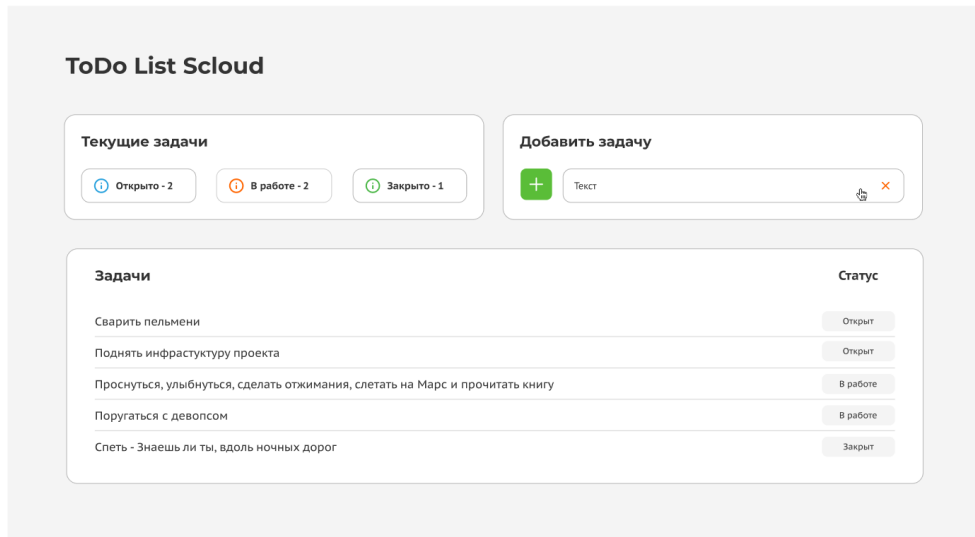 ToDo List Scloud
Текущие задачи
Открыто - 2
В работе - 2
Закрыто - 1
Добавить задачу
Текст
Задачи
Статус
Сварить пельмени
Открыт
Поднять инфрастуктуру проекта
Открыт
Проснуться, улыбнуться, сделать отжимания, слетать на Марс и прочитать книгу
В работе
Поругаться с девопсом
В работе
Спеть - Знаешь ли ты, вдоль ночных дорог
Закрыт